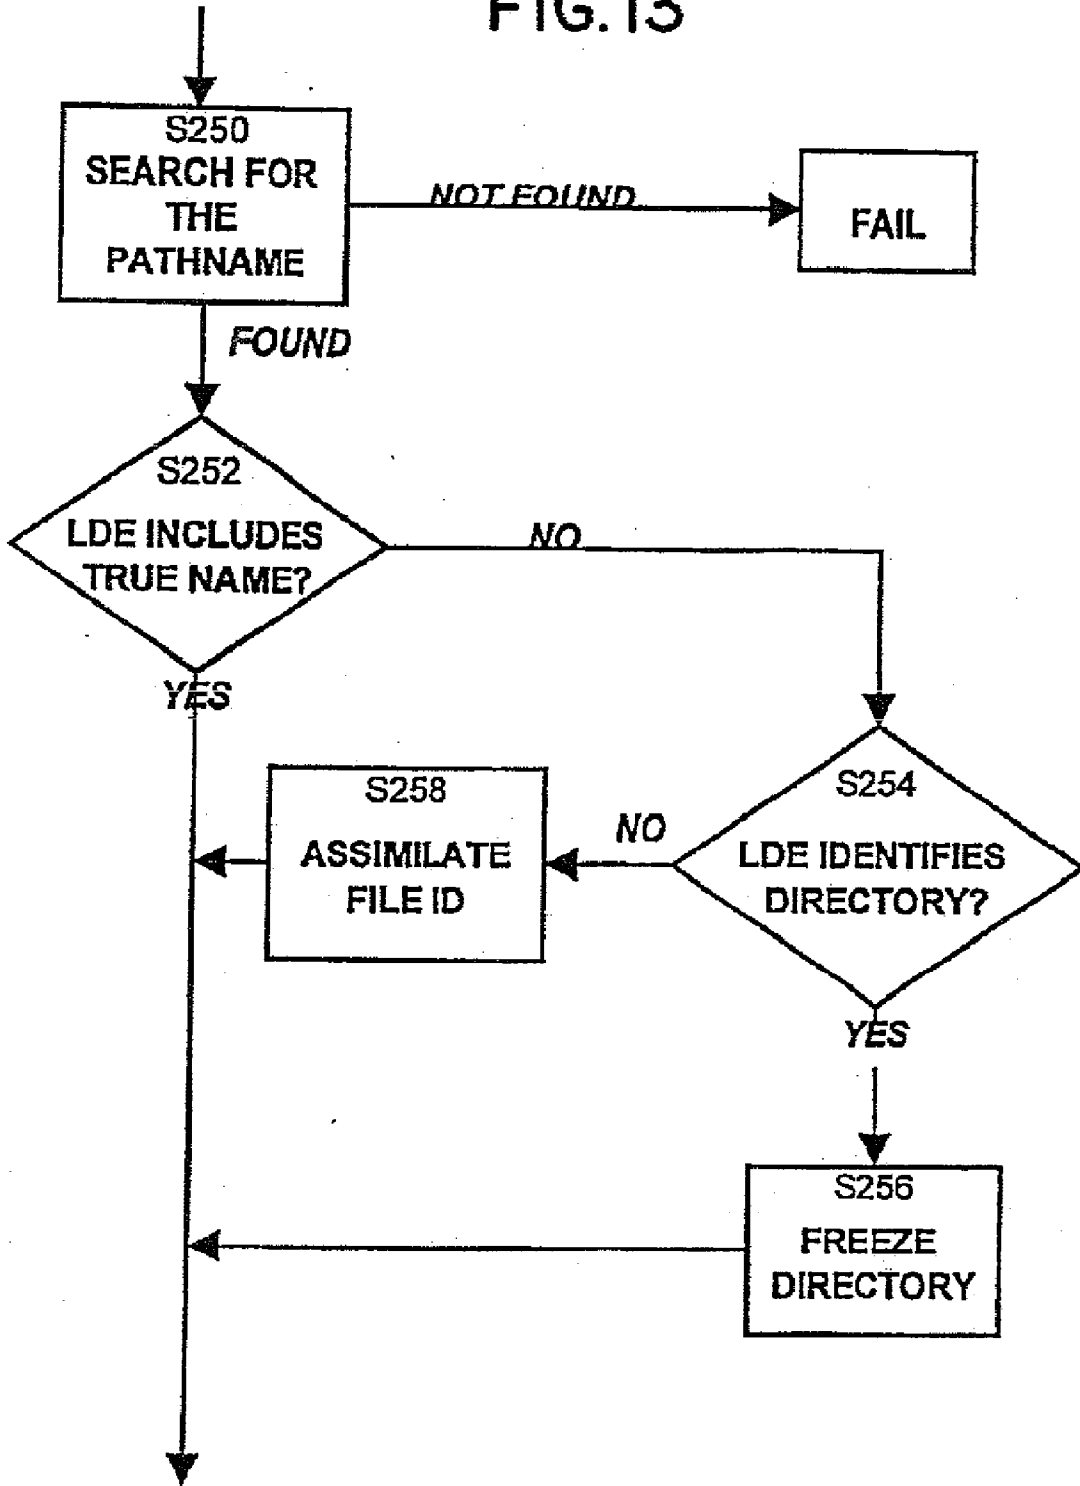 FIG. 13
S250
SEARCH FOR
THE
PATHNAME
NOT FOUND
FAIL
FOUND
S252
LDE INCLUDES
TRUE NAME?
NO
YES
S254
LDE IDENTIFIES
DIRECTORY?
NO
S258
ASSIMILATE
FILE ID
YES
S256
FREEZE
DIRECTORY